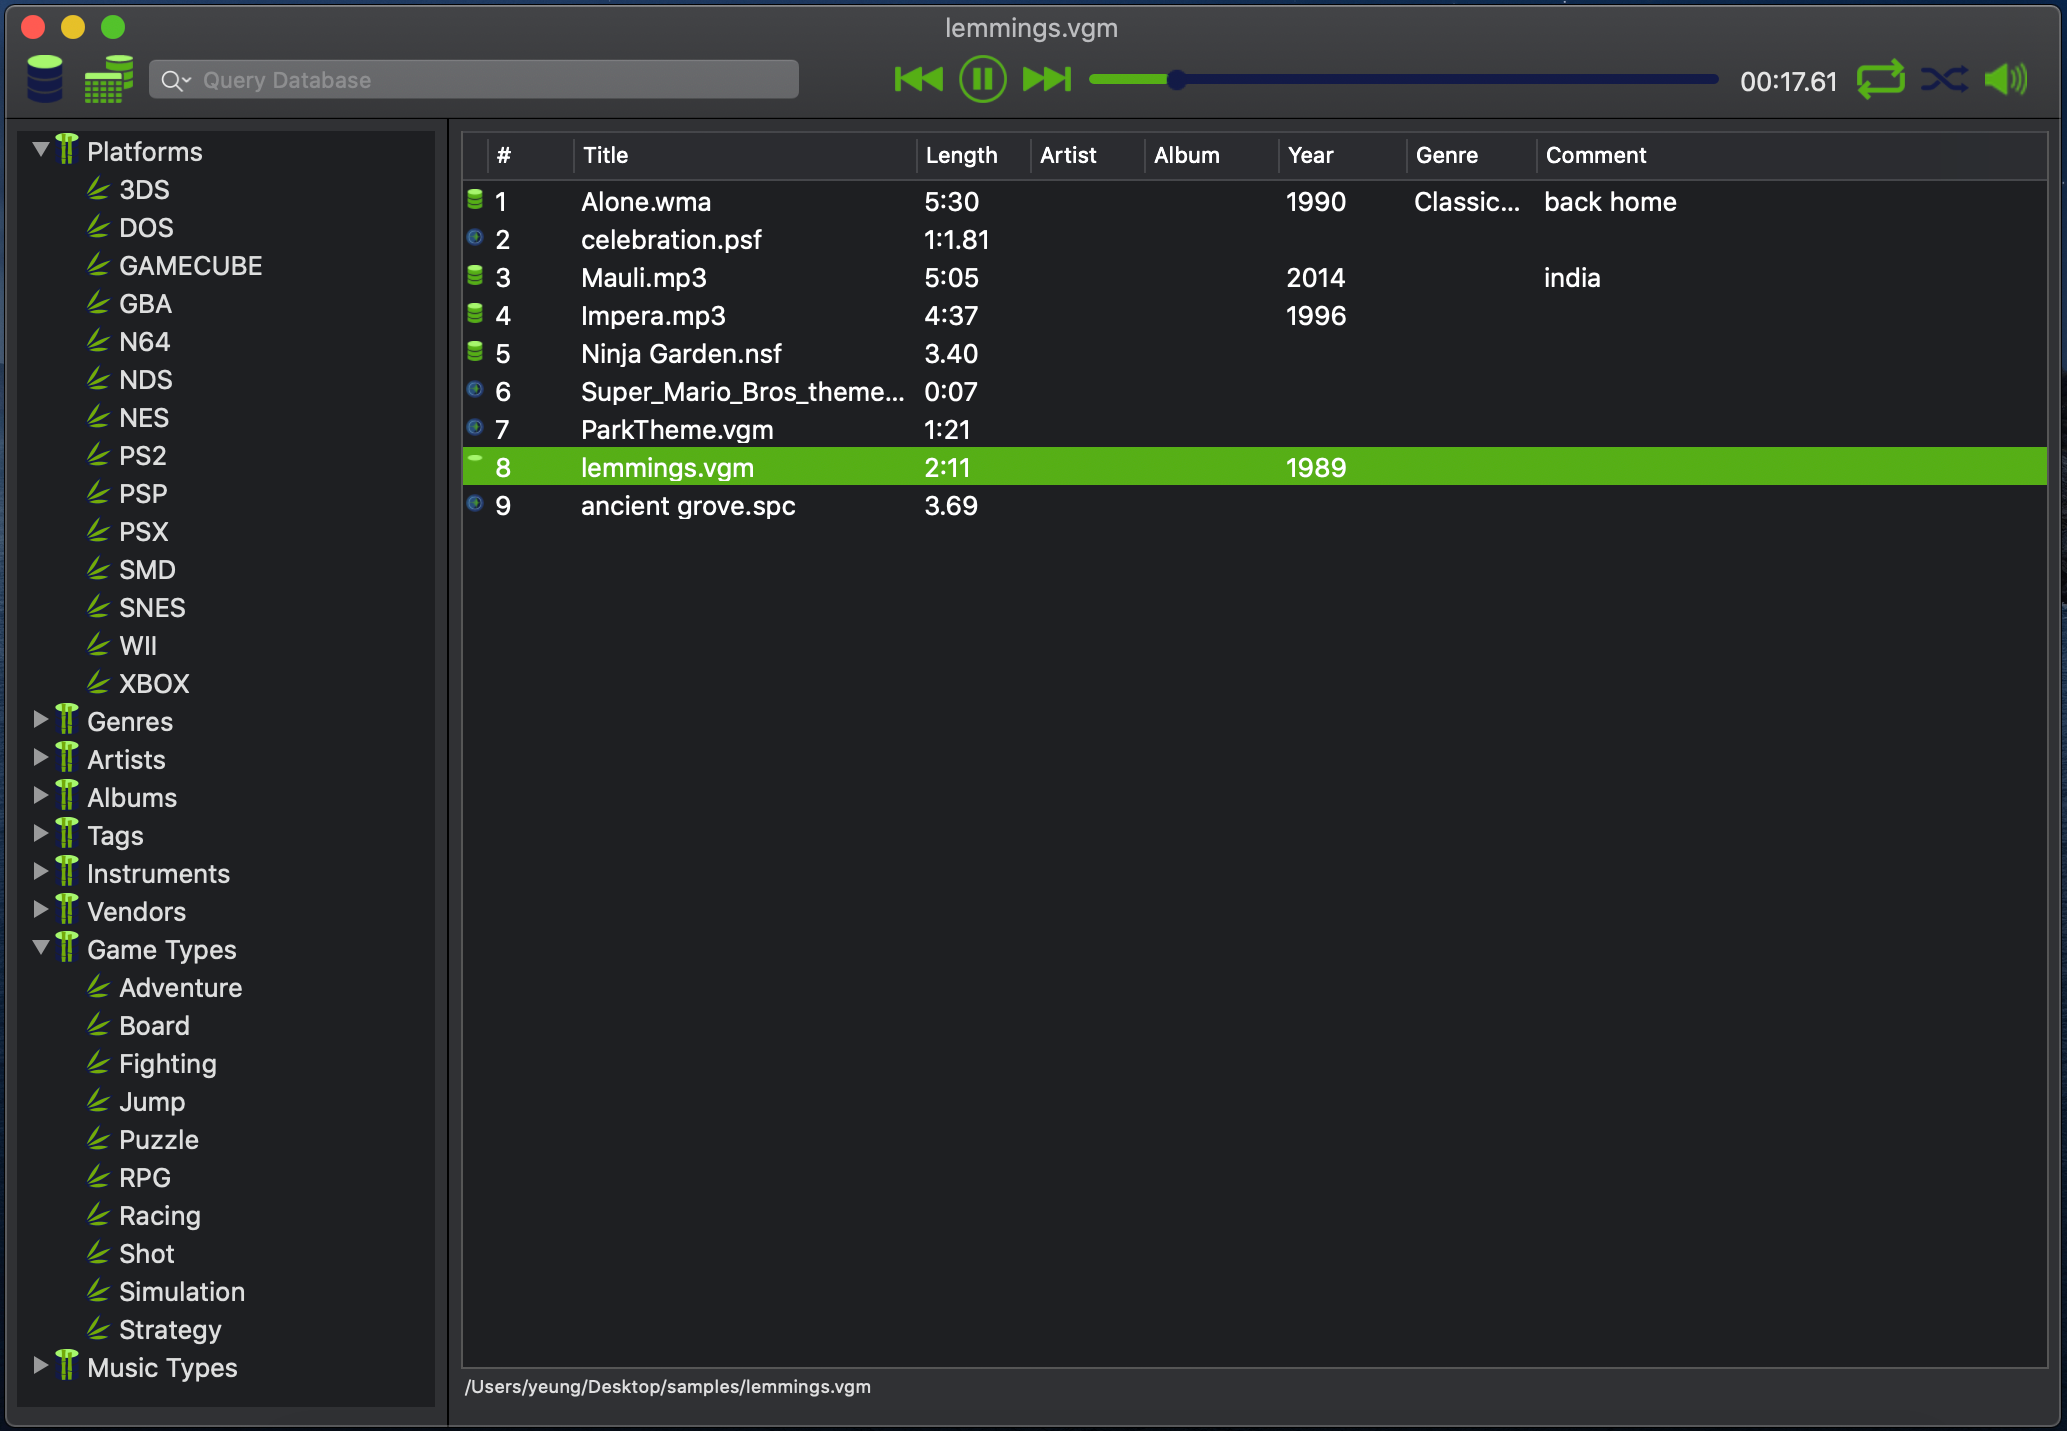 lemmings.vgm
Query Database
00:17.61
Platforms
3DS
DOS
GAMECUBE
GBA
N64
NDS
NES
PS2
PSP
PSX
SMD
SNES
WII
XBOX
Genres
Artists
Albums
Tags
Instruments
Vendors
Game Types
Adventure
Board
Fighting
Jump
Puzzle
RPG
Racing
Shot
Simulation
Strategy
Music Types
# Title Length Artist Album Year Genre Comment
1 Alone.wma 5:30 1990 Classic... back home
2 celebration.psf 1:1.81
3 Mauli.mp3 5:05 2014 india
4 Impera.mp3 4:37 1996
5 Ninja Garden.nsf 3.40
6 Super_Mario_Bros_theme... 0:07
7 ParkTheme.vgm 1:21
8 lemmings.vgm 2:11 1989
9 ancient grove.spc 3.69
/Users/yeung/Desktop/samples/lemmings.vgm